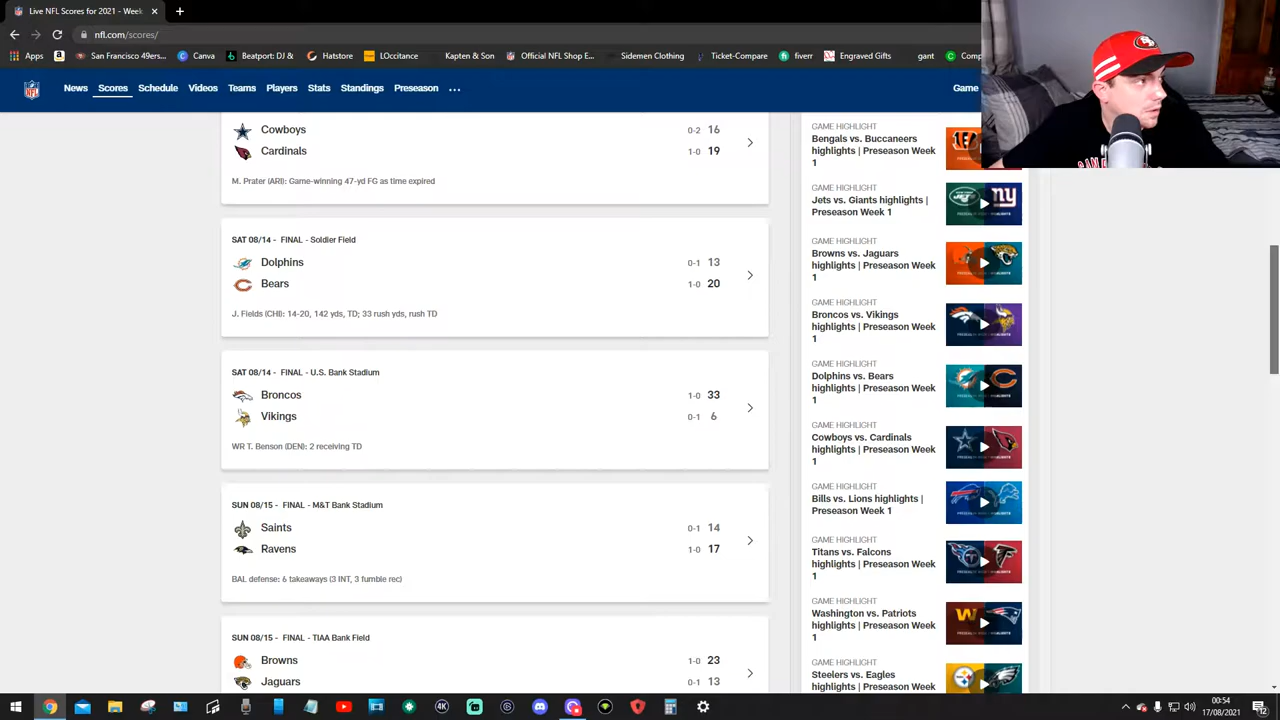 Live NFL Scores for 2021 - Week
nfl.com/scores/
Apps
San Francisco 49ers...
Canva
Beatport DJ &
Hatstore
LOccitance
Official NFL Shop E...
Sidemen Clothing
Ticket-Compare
fiverr
Engraved Gifts
gant
Comp
News
Scores
Schedule
Videos
Teams
Players
Stats
Standings
Preseason
Game
Cowboys 0-2 16
Cardinals 19
M. Prater (ARI): Game-winning 47-yd FG as time expired
SAT 08/14 - FINAL - Soldier Field
Dolphins 0-1 13
Bears 1-0 20
J. Fields (CHI): 14-20, 142 yds, TD; 33 rush yds, rush TD
SAT 08/14 - FINAL - U.S. Bank Stadium
Broncos 1-0 33
Vikings 0-1 6
WR T. Benson (DEN): 2 receiving TD
SUN 08/15 - FINAL - M&T Bank Stadium
Saints 0-1 14
Ravens 1-0 17
BAL defense: 6 takeaways (3 INT, 3 fumble rec)
SUN 08/15 - FINAL - TIAA Bank Field
Browns 1-0 23
Jaguars 0-1 13
GAME HIGHLIGHT
Bengals vs. Buccaneers
highlights | Preseason Week
1
GAME HIGHLIGHT
Jets vs. Giants highlights |
Preseason Week 1
GAME HIGHLIGHT
Browns vs. Jaguars
highlights | Preseason Week
1
GAME HIGHLIGHT
Broncos vs. Vikings
highlights | Preseason Week
1
GAME HIGHLIGHT
Dolphins vs. Bears
highlights | Preseason Week
1
GAME HIGHLIGHT
Cowboys vs. Cardinals
highlights | Preseason Week
1
GAME HIGHLIGHT
Bills vs. Lions highlights |
Preseason Week 1
GAME HIGHLIGHT
Titans vs. Falcons
highlights | Preseason Week
1
GAME HIGHLIGHT
Washington vs. Patriots
highlights | Preseason Week
1
GAME HIGHLIGHT
Steelers vs. Eagles
highlights | Preseason Week
00:54
17/08/2021
12